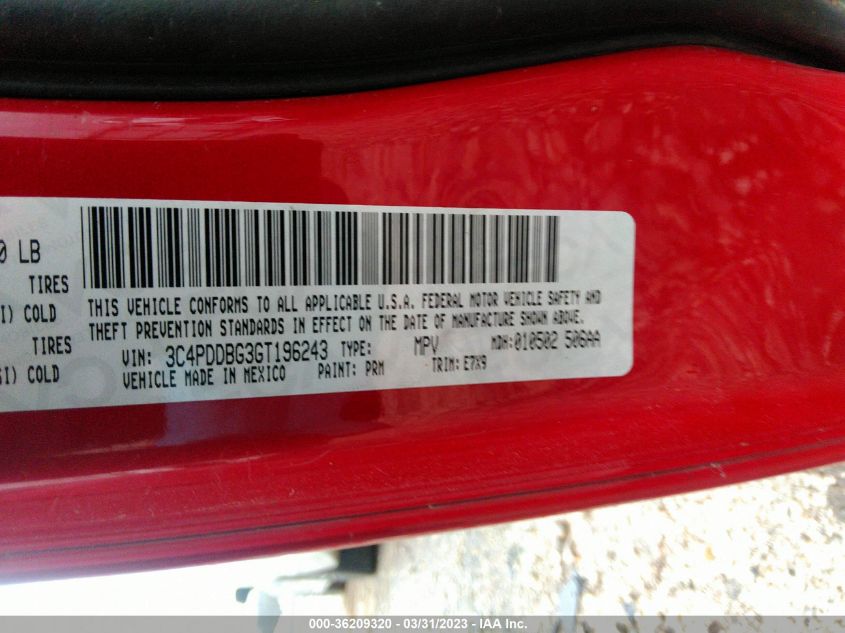 0 LB
TIRES
I) COLD
SI) COLD
THIS VEHICLE CONFORMS TO ALL APPLICABLE U.S.A. FEDERAL MOTOR VEHICLE SAFETY AND
THEFT PREVENTION STANDARDS IN EFFECT ON THE DATE OF MANUFACTURE SHOWN ABOVE.
VIN: 3C4PDDBG3GT196243 TYPE: MPV MDH:010502 506AA
VEHICLE MADE IN MEXICO PAINT: PRM TRIM:E7X9
TIRES
000-36209320 - 03/31/2023 - IAA Inc.